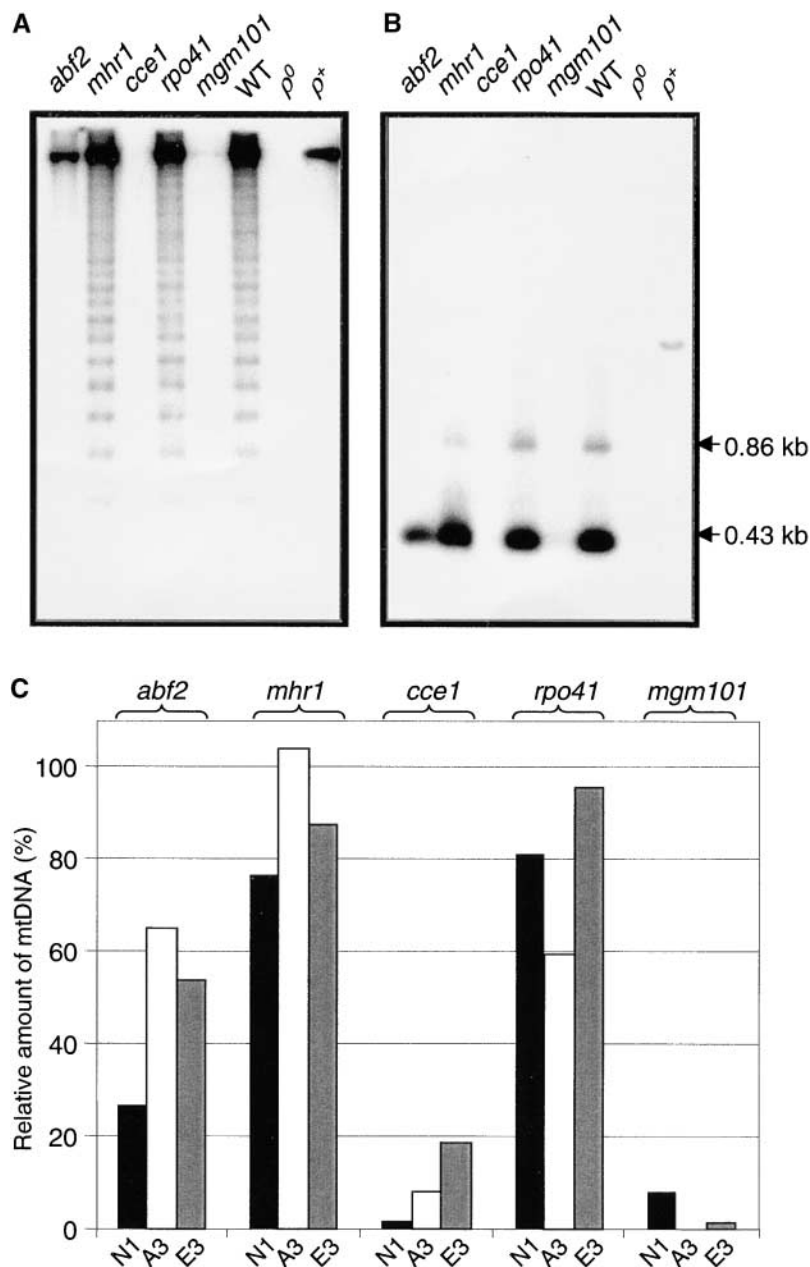 A
abf2 mhr1 cce1 rpo41 mgm101 WT ρ⁰ ρ⁺
B
abf2 mhr1 cce1 rpo41 mgm101 WT ρ⁰ ρ⁺
0.86 kb
0.43 kb
C
abf2 mhr1 cce1 rpo41 mgm101
Relative amount of mtDNA (%)
100
80
60
40
20
0
N1 A3 E3 N1 A3 E3 N1 A3 E3 N1 A3 E3 N1 A3 E3